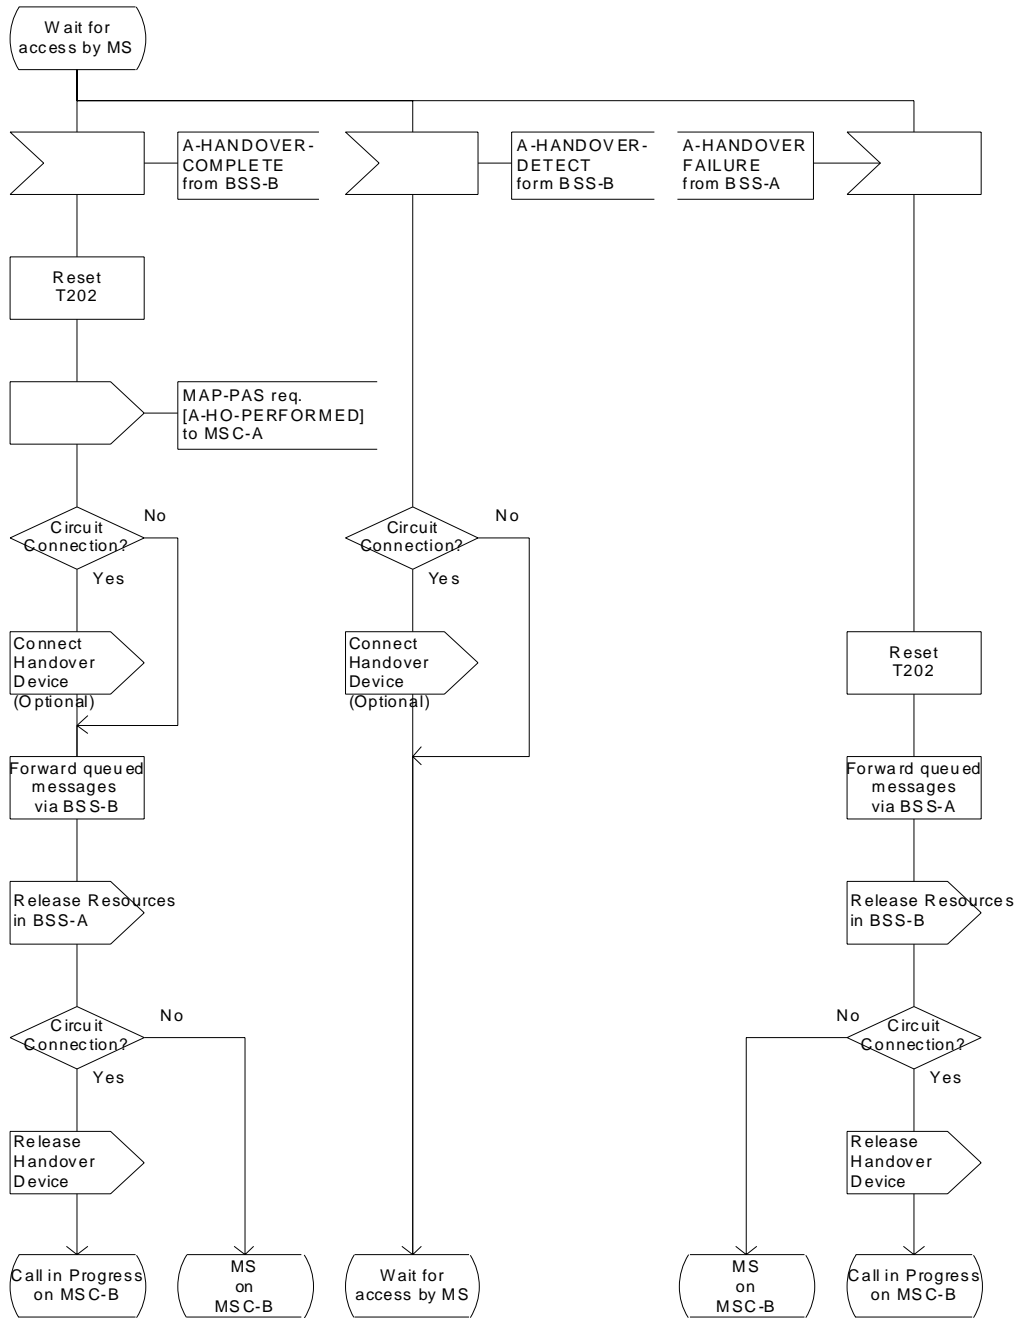 Wait for
access by MS
A-HANDOVER-
COMPLETE
from BSS-B
A-HANDOVER-
DETECT
form BSS-B
A-HANDOVER
FAILURE
from BSS-A
Reset
T202
MAP-PAS req.
[A-HO-PERFORMED]
to MSC-A
Circuit
Connection?
No
Yes
Circuit
Connection?
No
Yes
Connect
Handover
Device
(Optional)
Connect
Handover
Device
(Optional)
Reset
T202
Forward queued
messages
via BSS-B
Forward queued
messages
via BSS-A
Release Resources
in BSS-A
Release Resources
in BSS-B
Circuit
Connection?
No
Yes
No
Circuit
Connection?
Yes
Release
Handover
Device
Release
Handover
Device
Call in Progress
on MSC-B
MS
on
MSC-B
Wait for
access by MS
MS
on
MSC-B
Call in Progress
on MSC-B